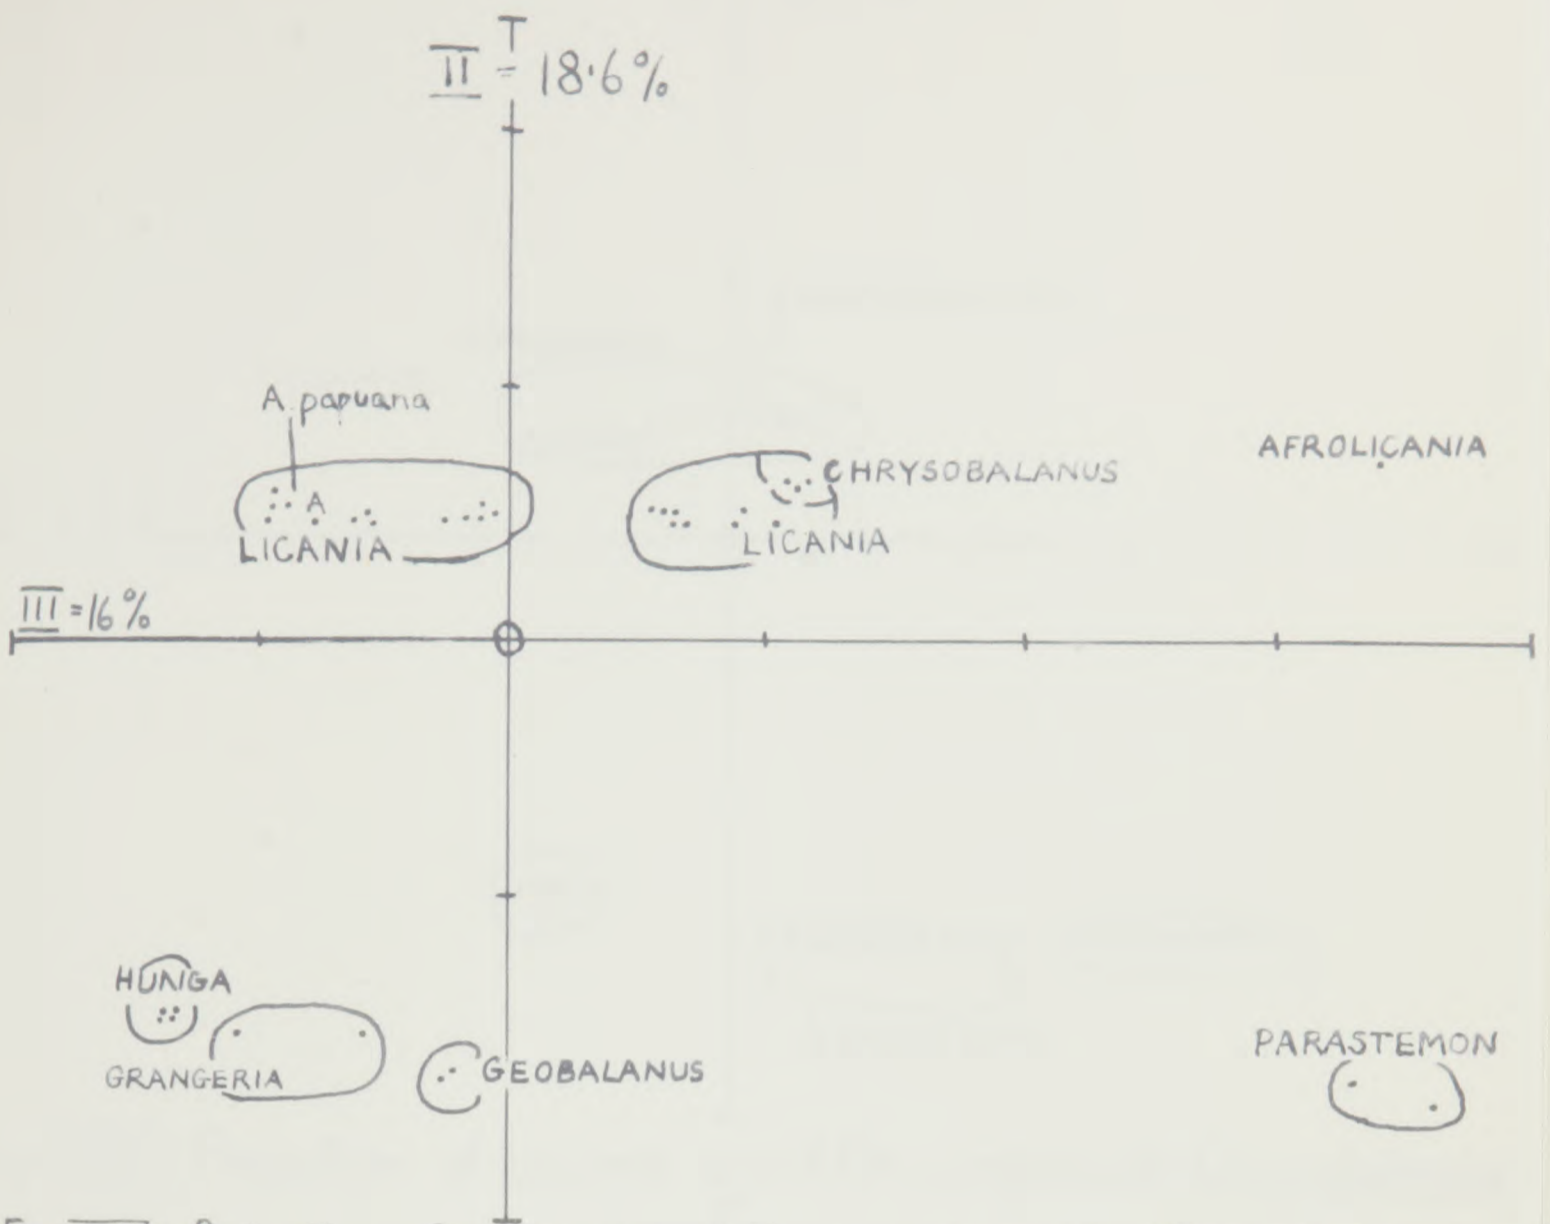 II = 18·6%
A. papuana
AFROLICANIA
CHRYSOBALANUS
A
LICANIA
LICANIA
III = 16%
HUNGA
GRANGERIA
GEOBALANUS
PARASTEMON